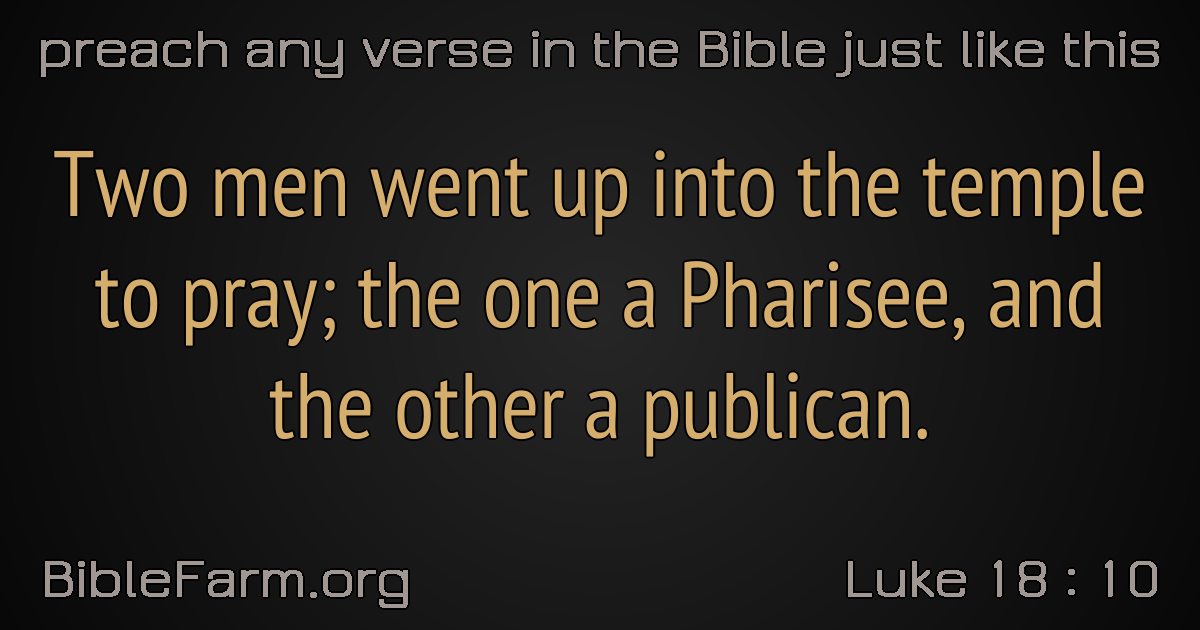 preach any verse in the Bible just like this
Two men went up into the temple
to pray; the one a Pharisee, and
the other a publican.
BibleFarm.org
Luke 18 : 10